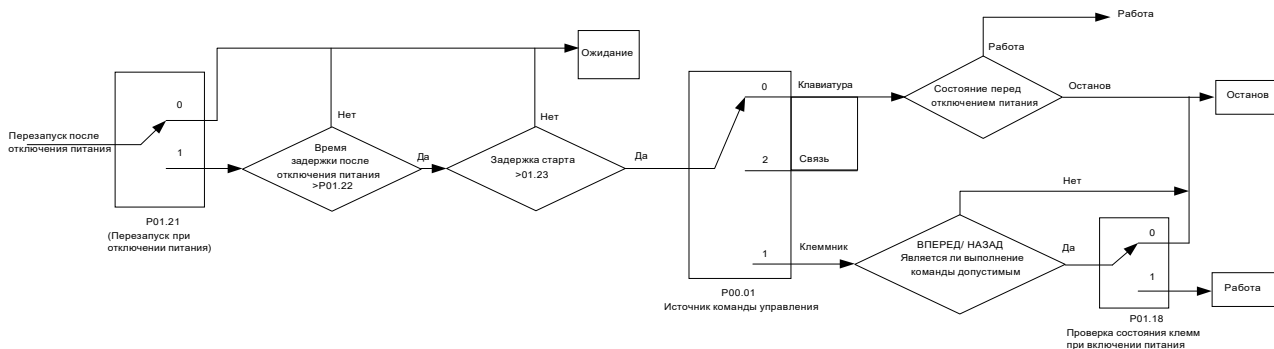 Перезапуск после
отключения питания
0
1
P01.21
(Перезапуск при
отключении питания)
Нет
Время
задержки после
отключения питания
>P01.22
Да
Нет
Задержка старта
>01.23
Да
Ожидание
0
2
1
P00.01
Источник команды управления
Клавиатура
Связь
Клеммник
Работа
Работа
Состояние перед
отключением питания
Останов
Останов
Нет
ВПЕРЕД/ НАЗАД
Является ли выполнение
команды допустимым
Да
0
1
P01.18
Проверка состояния клемм
при включении питания
Работа